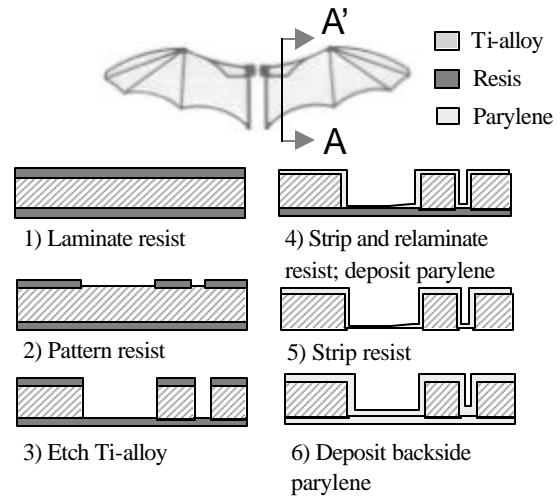 A'
Ti-alloy
Resis
Parylene
A
1) Laminate resist
2) Pattern resist
3) Etch Ti-alloy
4) Strip and relaminate
resist; deposit parylene
5) Strip resist
6) Deposit backside
parylene